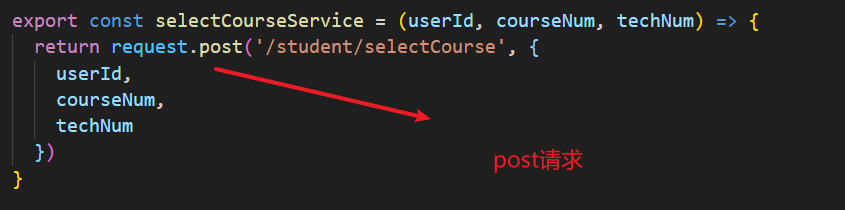 export const selectCourseService = (userId, courseNum, techNum) => {
return request.post('/student/selectCourse', {
userId,
courseNum,
techNum
})
}
post请求